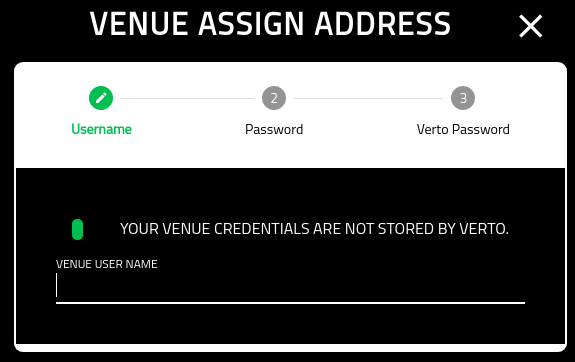 VENUE ASSIGN ADDRESS
2
3
Username
Password
Verto Password
YOUR VENUE CREDENTIALS ARE NOT STORED BY VERTO.
VENUE USER NAME